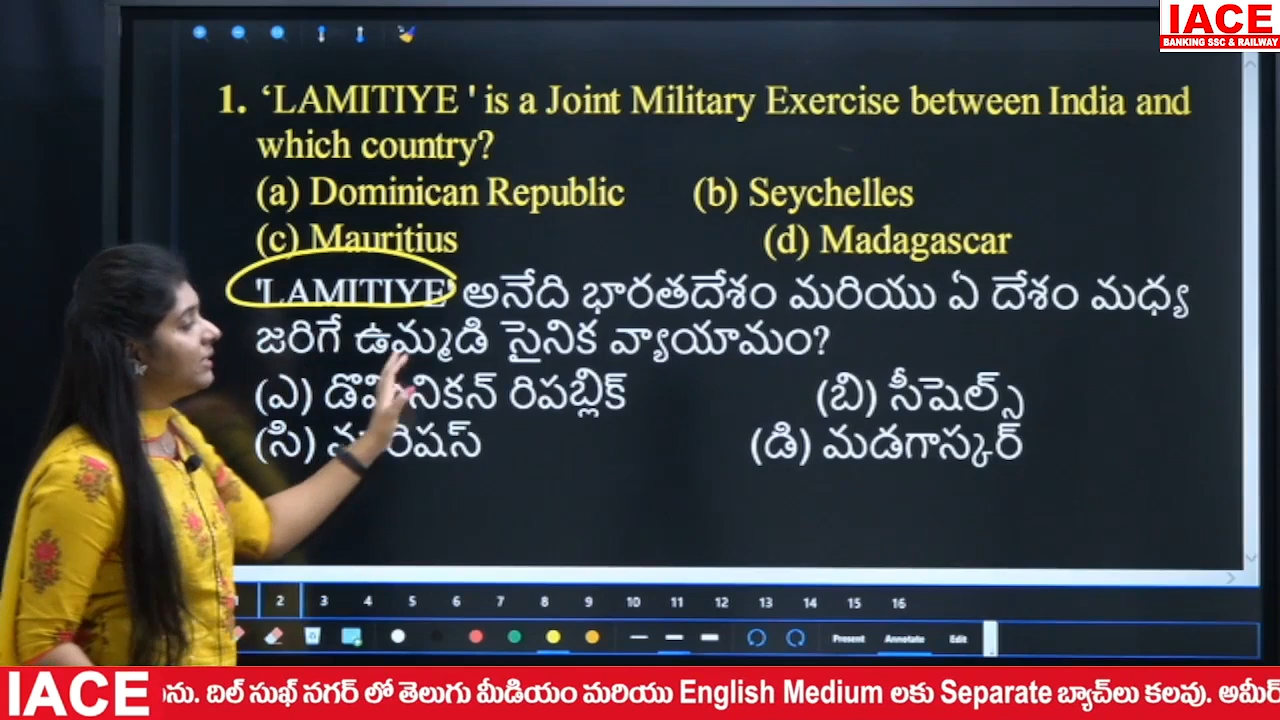 IACE
BANKING SSC & RAILWAY
1. ‘LAMITIYE ' is a Joint Military Exercise between India and
which country?
(a) Dominican Republic (b) Seychelles
(c) Mauritius (d) Madagascar
'LAMITIYE' అనేది భారతదేశం మరియు ఏ దేశం మధ్య
జరిగే ఉమ్మడి సైనిక వ్యాయామం?
(ఎ) రిపబ్లిక్ (బి) సీషెల్స్
(సి) (డి) మడగాస్కర్
2 3 4 5 6 7 8 9 10 11 12 13 14 15 16
Present Annotate Edit
IACE దిల్ సుఖ్ నగర్ లో తెలుగు మీడియం మరియు English Medium లకు Separate బ్యాచ్‌లు కలవు.